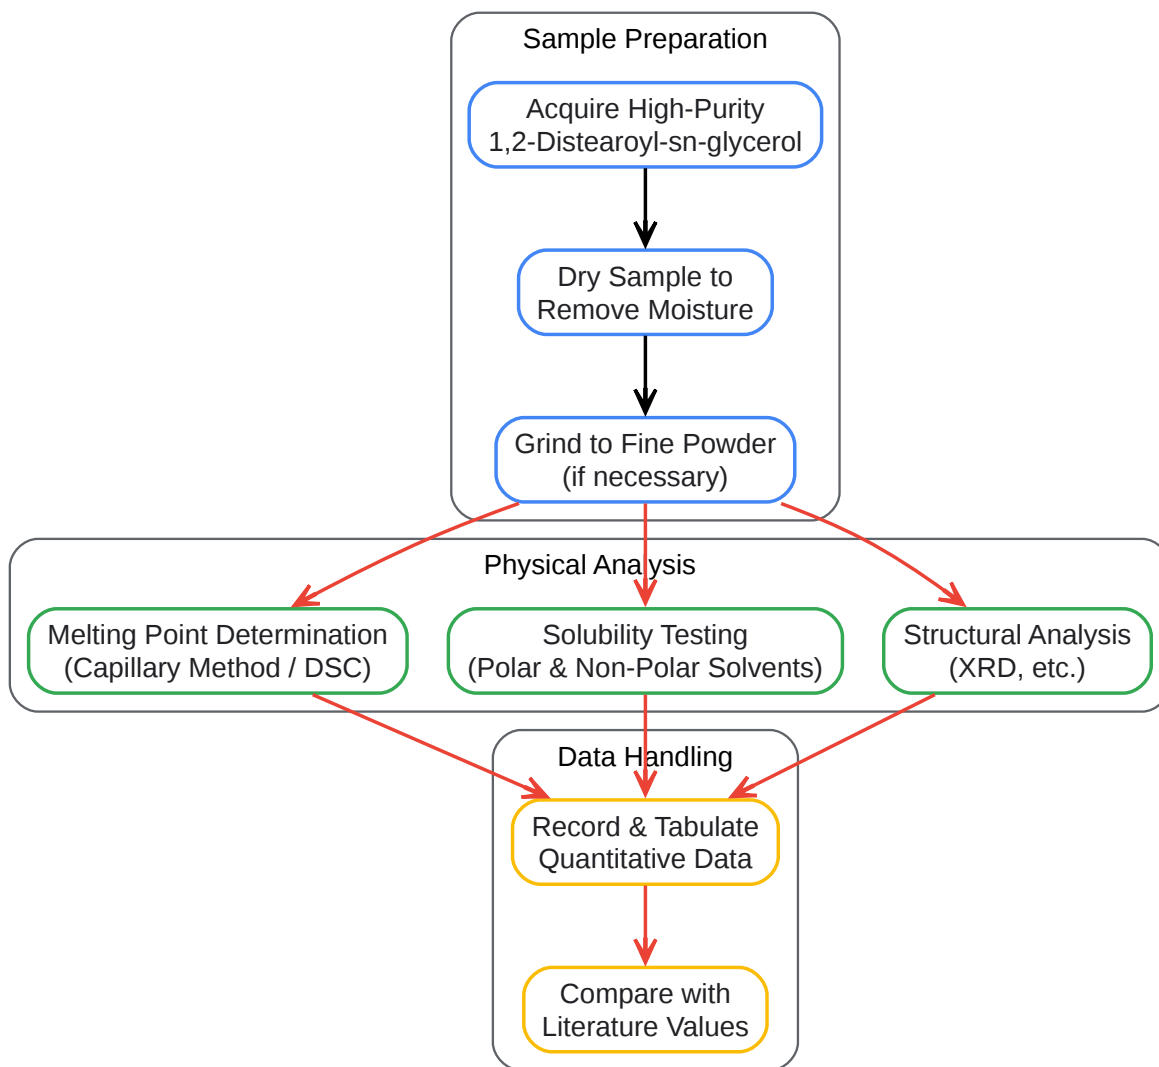 Sample Preparation
Acquire High-Purity
1,2-Distearoyl-sn-glycerol
Dry Sample to
Remove Moisture
Grind to Fine Powder
(if necessary)
Physical Analysis
Melting Point Determination
(Capillary Method / DSC)
Solubility Testing
(Polar & Non-Polar Solvents)
Structural Analysis
(XRD, etc.)
Data Handling
Record & Tabulate
Quantitative Data
Compare with
Literature Values